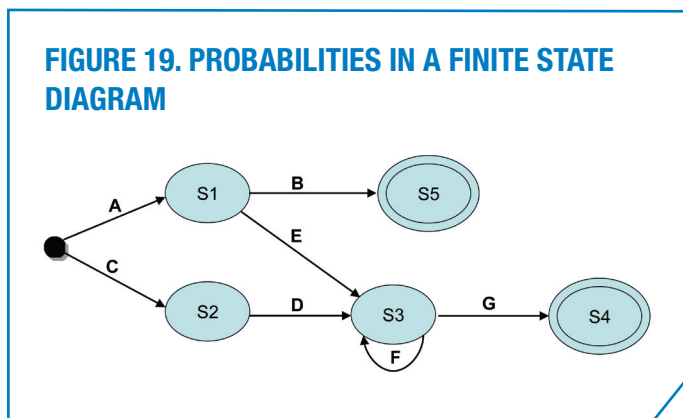 FIGURE 19. PROBABILITIES IN A FINITE STATE
DIAGRAM
A
S1
B
S5
E
C
S2
D
S3
G
S4
F